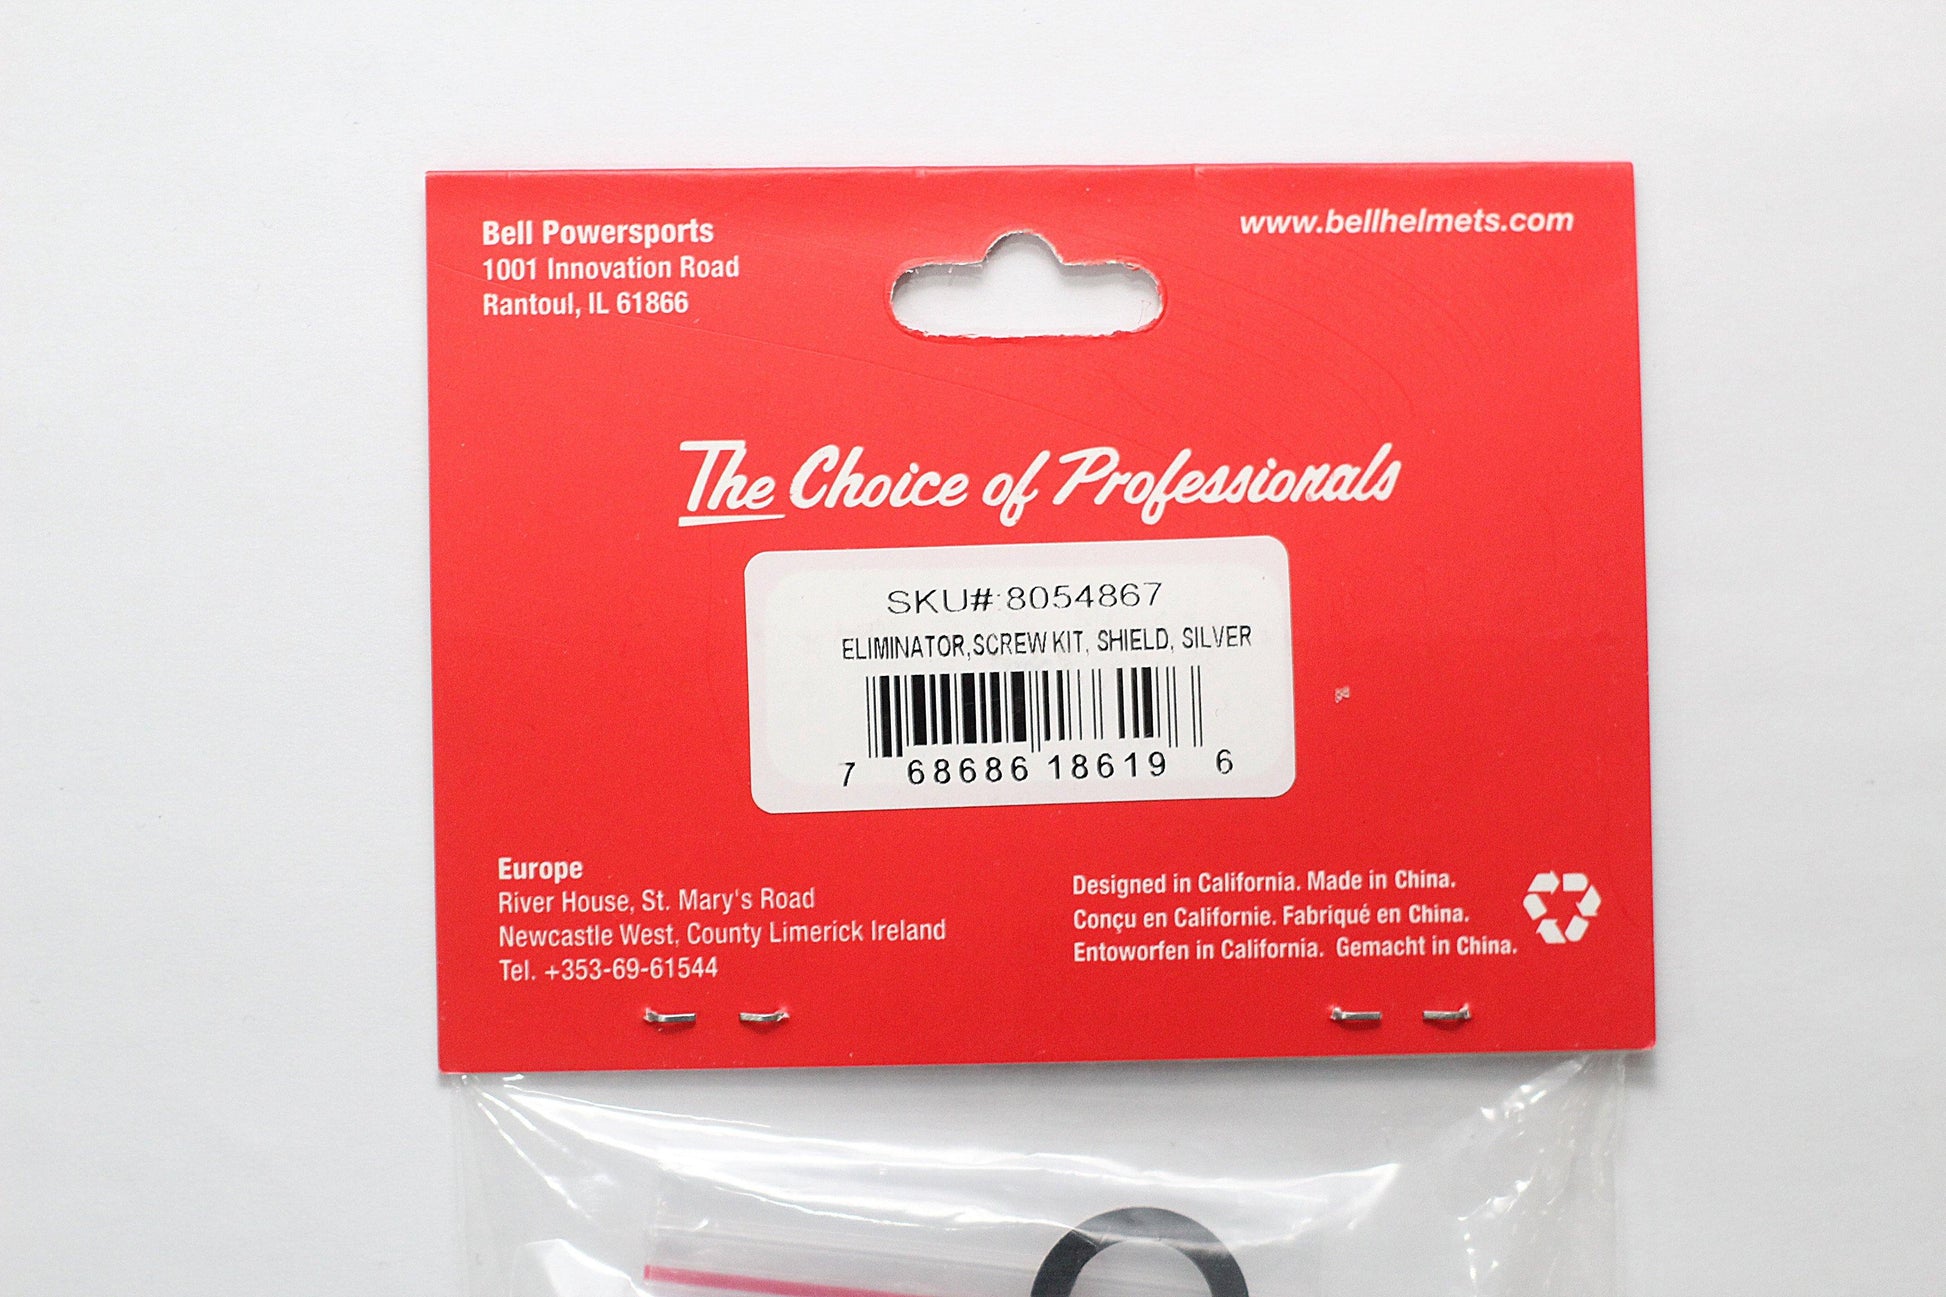 Bell Powersports
1001 Innovation Road
Rantoul, IL 61866
www.bellhelmets.com
The Choice of Professionals
SKU#:8054867
ELIMINATOR,SCREW KIT, SHIELD, SILVER
7 68686 18619 6
Europe
River House, St. Mary's Road
Newcastle West, County Limerick Ireland
Tel. +353-69-61544
Designed in California. Made in China.
Conçu en Californie. Fabriqué en China.
Entoworfen in California. Gemacht in China.